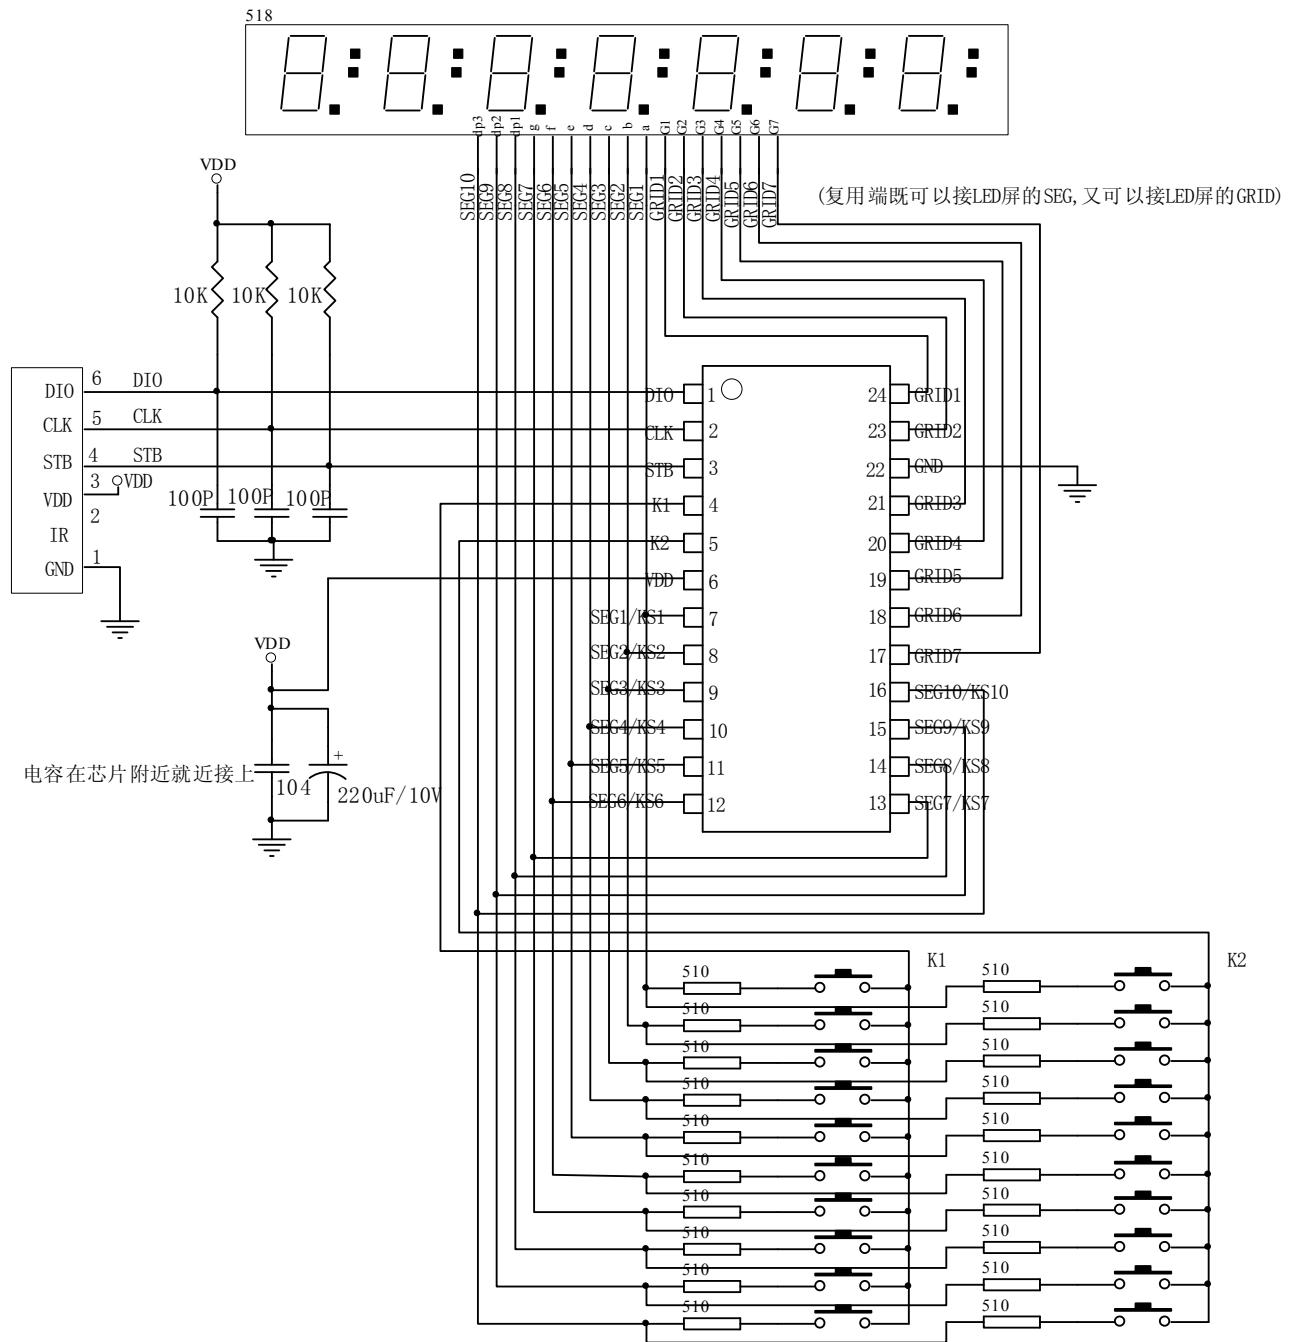 518
dp3 dp2 dp1 g f e d c b a G1 G2 G3 G4 G5 G6 G7
SEG10 SEG9 SEG8 SEG7 SEG6 SEG5 SEG4 SEG3 SEG2 SEG1 GRID1 GRID2 GRID3 GRID4 GRID5 GRID6 GRID7
VDD
(复用端既可以接LED屏的SEG,又可以接LED屏的GRID)
10K 10K 10K
DIO 6 DIO
CLK 5 CLK
STB 4 STB
VDD 3 VDD
IR 2
GND 1
100P 100P 100P
DIO 1 24 GRID1
CLK 2 23 GRID2
STB 3 22 GND
K1 4 21 GRID3
K2 5 20 GRID4
VDD 6 19 GRID5
SEG1/KS1 7 18 GRID6
SEG2/KS2 8 17 GRID7
SEG3/KS3 9 16 SEG10/KS10
SEG4/KS4 10 15 SEG9/KS9
SEG5/KS5 11 14 SEG8/KS8
SEG6/KS6 12 13 SEG7/KS7
VDD
+
电容在芯片附近就近接上
104
220uF/10V
K1 K2
510 510
510 510
510 510
510 510
510 510
510 510
510 510
510 510
510 510
510 510